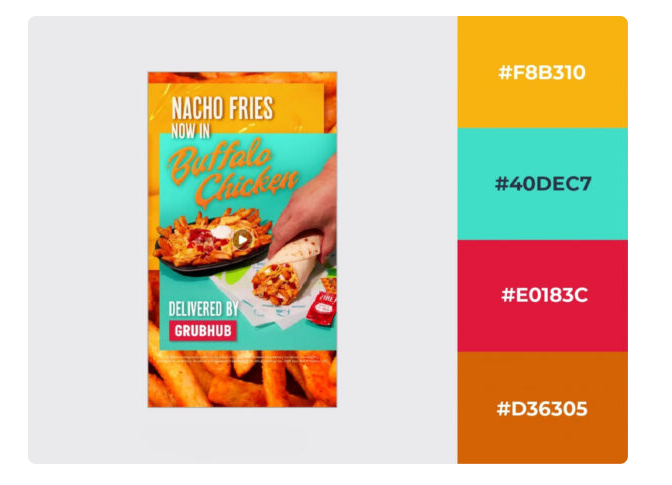 NACHO FRIES
NOW IN
Buffalo
Chicken
DELIVERED BY
GRUBHUB
#F8B310
#40DEC7
#E0183C
#D36305